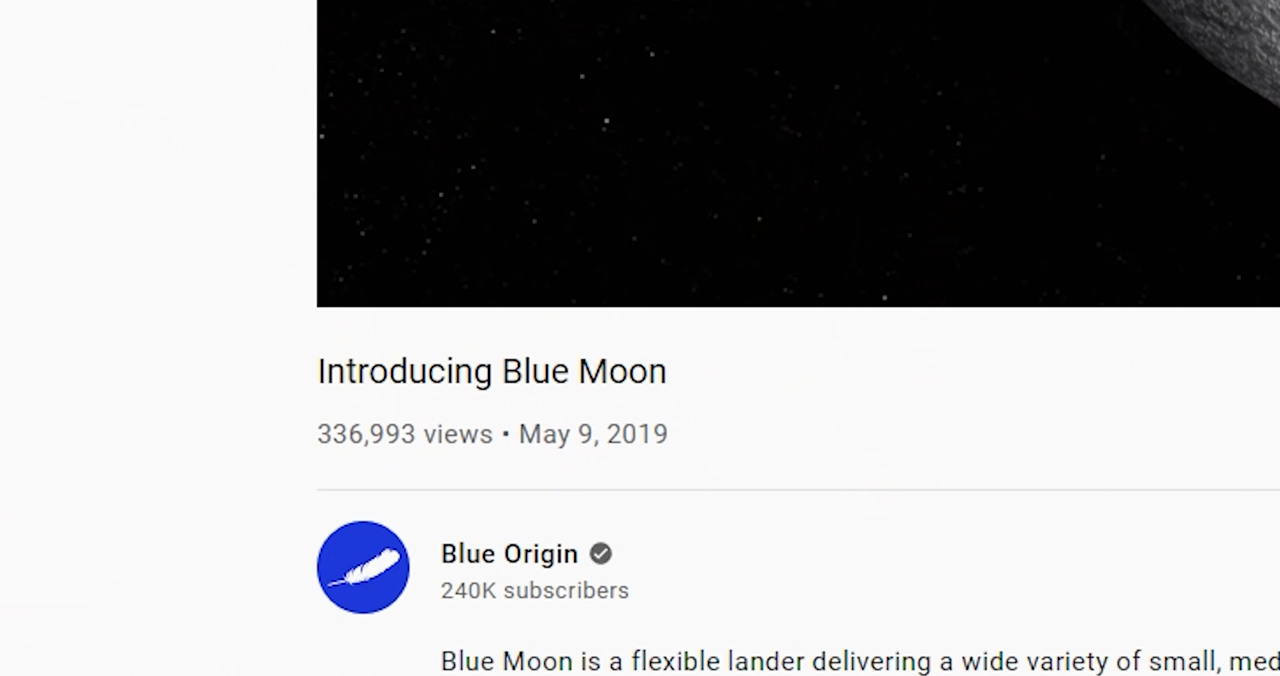 Introducing Blue Moon
336,993 views • May 9, 2019
Blue Origin
240K subscribers
Blue Moon is a flexible lander delivering a wide variety of small, med